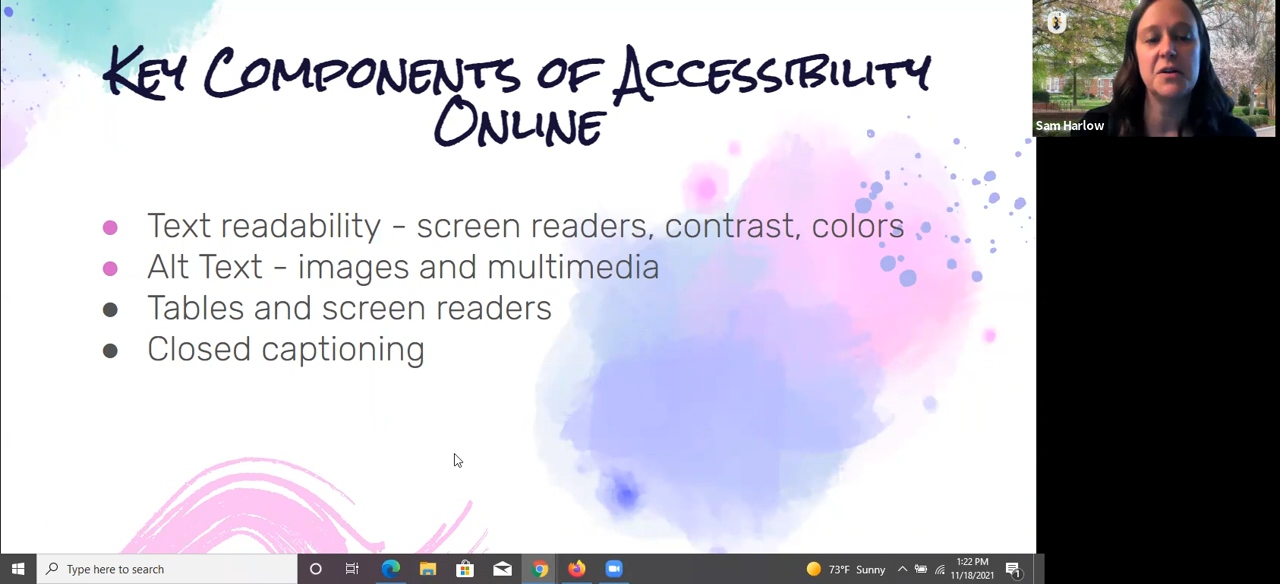 Key Components of Accessibility
Online
Text readability - screen readers, contrast, colors
Alt Text - images and multimedia
Tables and screen readers
Closed captioning
Sam Harlow
Type here to search
73°F Sunny
1:22 PM
11/18/2021
1